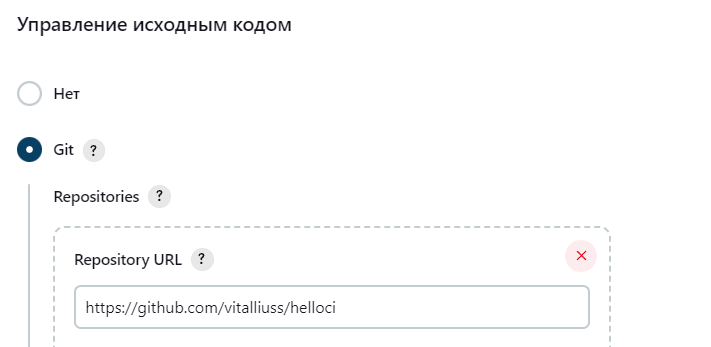 Управление исходным кодом
Нет
Git ?
Repositories ?
Repository URL ?
https://github.com/vitalliuss/helloci